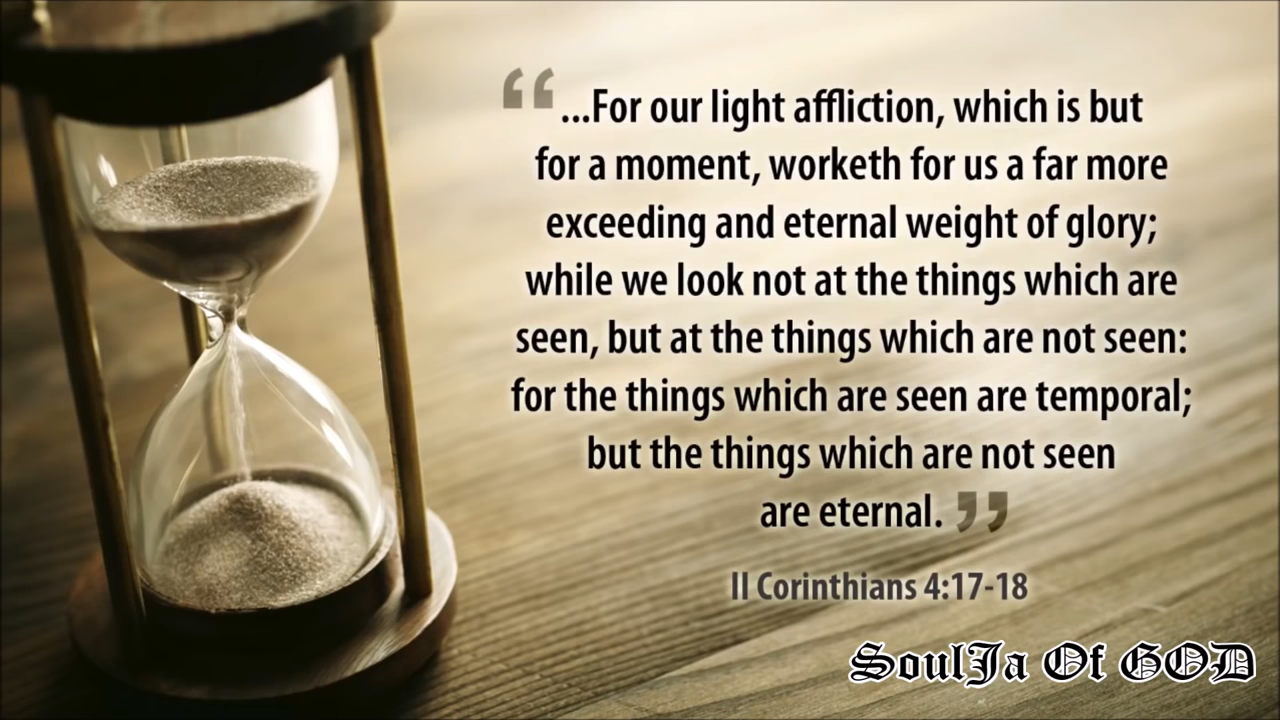 “ ...For our light affliction, which is but
for a moment, worketh for us a far more
exceeding and eternal weight of glory;
while we look not at the things which are
seen, but at the things which are not seen:
for the things which are seen are temporal;
but the things which are not seen
are eternal. ”
II Corinthians 4:17-18
SoulJa Of GOD